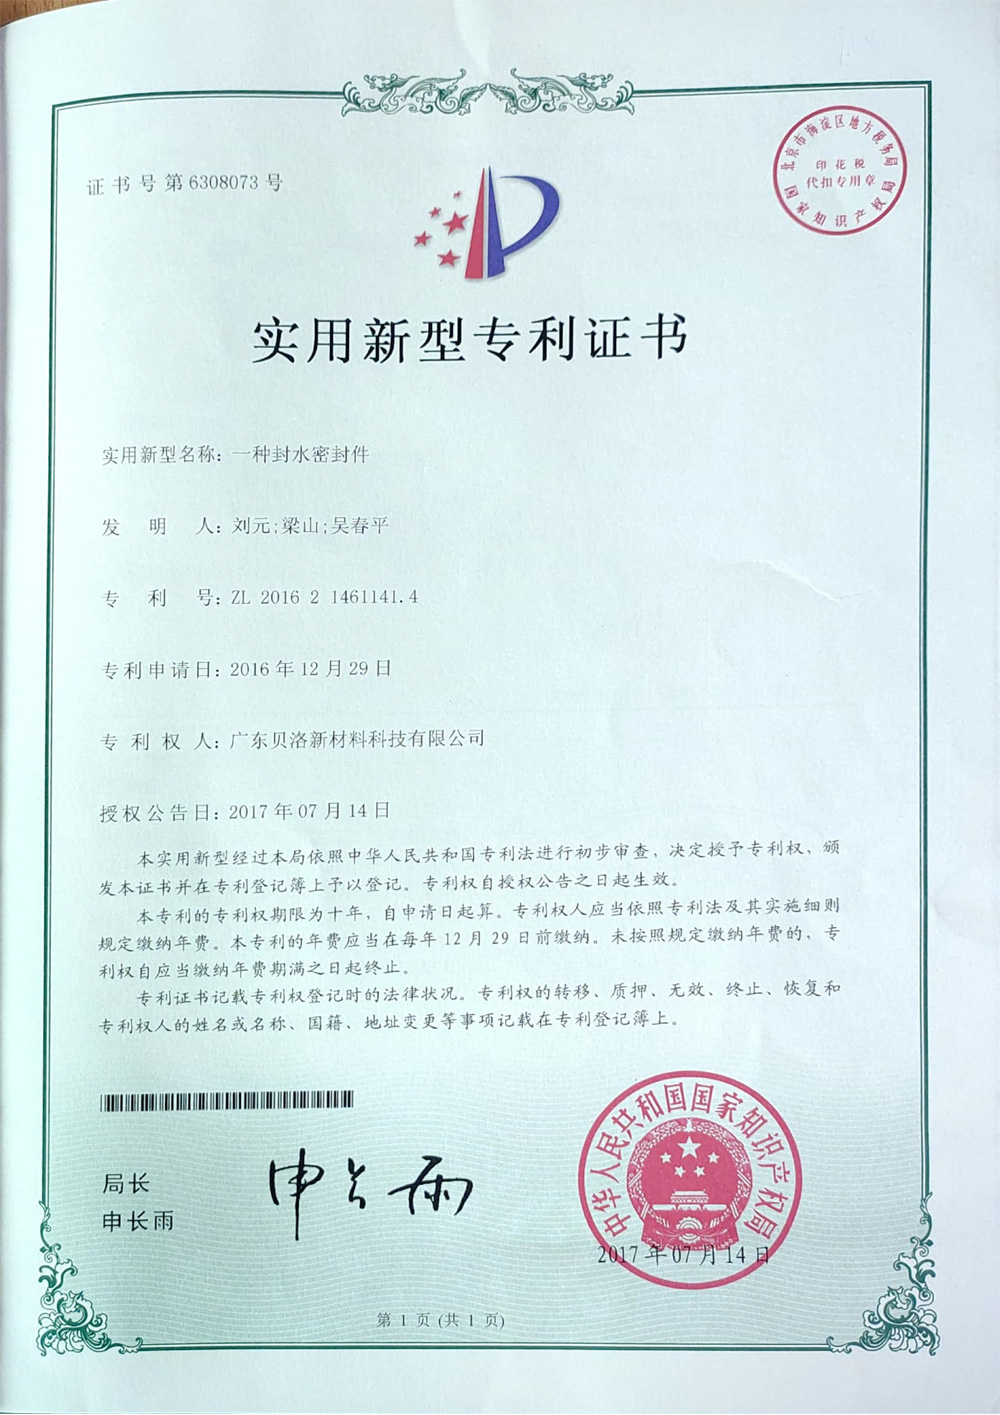 证书号第6308073号
北京市海淀区地方税务局
印花税
代扣专用章
国家知识产权局
实用新型专利证书
实用新型名称：一种封水密封件
发明人：刘元;梁山;吴春平
专利号：ZL 2016 2 1461141.4
专利申请日：2016年12月29日
专利权人：广东贝洛新材料科技有限公司
授权公告日：2017年07月14日
本实用新型经过本局依照中华人民共和国专利法进行初步审查，决定授予专利权，颁
发本证书并在专利登记簿上予以登记。专利权自授权公告之日起生效。
本专利的专利权期限为十年，自申请日起算。专利权人应当依照专利法及其实施细则
规定缴纳年费。本专利的年费应当在每年12月29日前缴纳。未按照规定缴纳年费的，专
利权自应当缴纳年费期满之日起终止。
专利证书记载专利权登记时的法律状况。专利权的转移、质押、无效、终止、恢复和
专利权人的姓名或名称、国籍、地址变更等事项记载在专利登记簿上。
局长
申长雨
申长雨
中华人民共和国国家知识产权局
2017年07月14日
第1页(共1页)